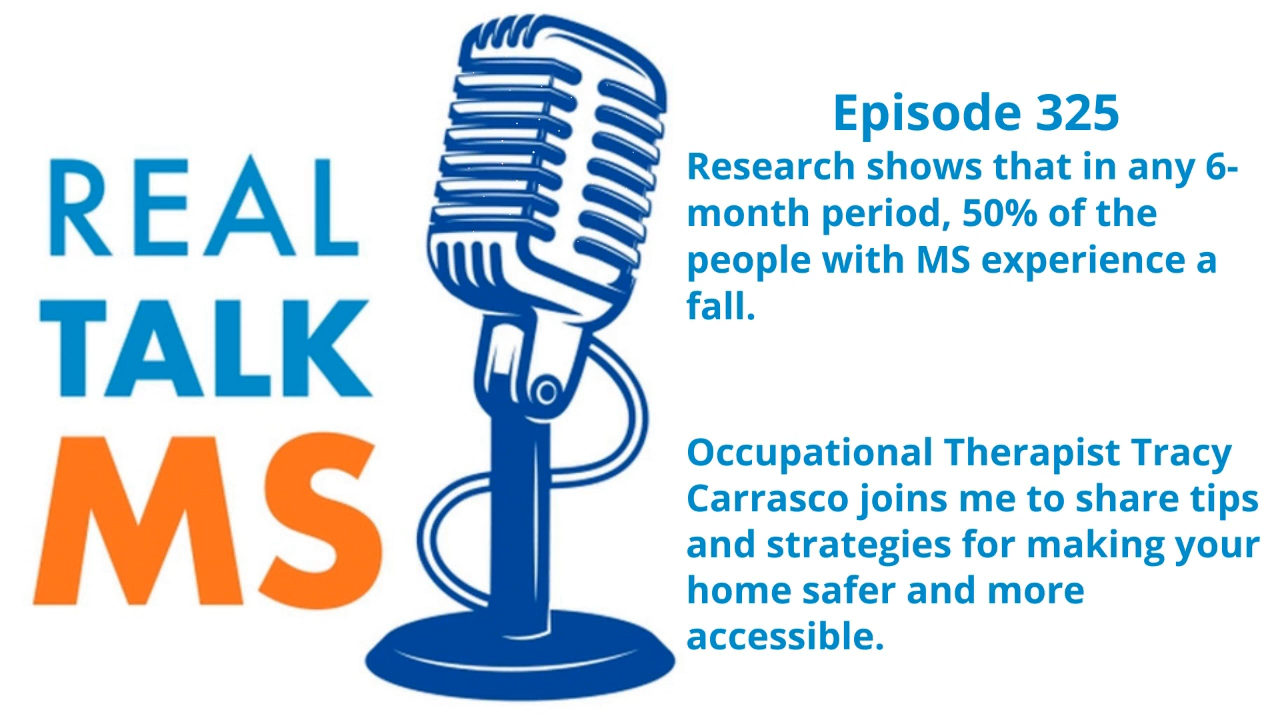 REAL
TALK
MS
Episode 325
Research shows that in any 6-
month period, 50% of the
people with MS experience a
fall.
Occupational Therapist Tracy
Carrasco joins me to share tips
and strategies for making your
home safer and more
accessible.